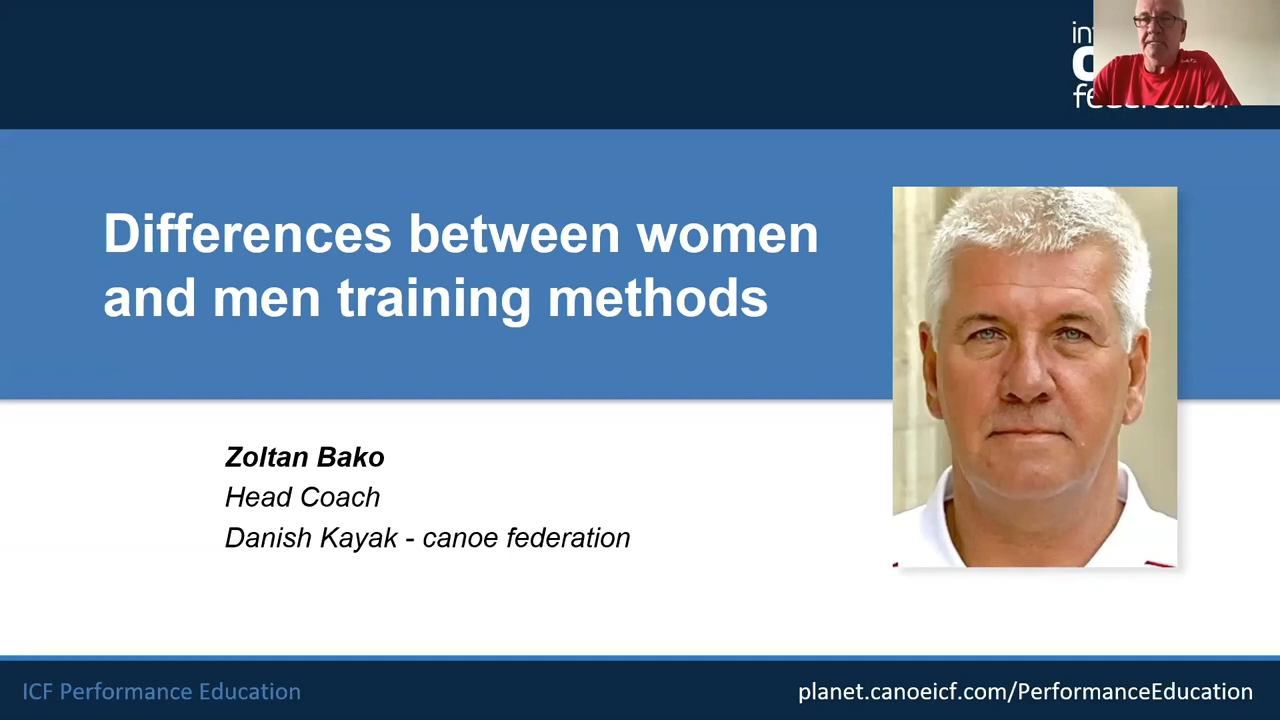 federation
Differences between women
and men training methods
Zoltan Bako
Head Coach
Danish Kayak - canoe federation
ICF Performance Education
planet.canoeicf.com/PerformanceEducation